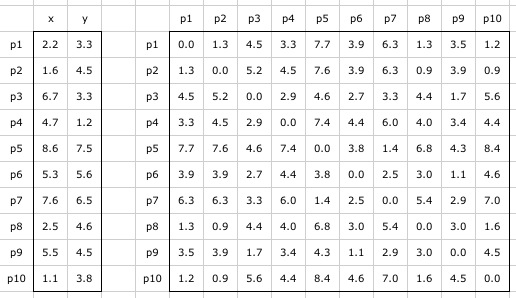 x y p1 p2 p3 p4 p5 p6 p7 p8 p9 p10
p1 2.2 3.3 p1 0.0 1.3 4.5 3.3 7.7 3.9 6.3 1.3 3.5 1.2
p2 1.6 4.5 p2 1.3 0.0 5.2 4.5 7.6 3.9 6.3 0.9 3.9 0.9
p3 6.7 3.3 p3 4.5 5.2 0.0 2.9 4.6 2.7 3.3 4.4 1.7 5.6
p4 4.7 1.2 p4 3.3 4.5 2.9 0.0 7.4 4.4 6.0 4.0 3.4 4.4
p5 8.6 7.5 p5 7.7 7.6 4.6 7.4 0.0 3.8 1.4 6.8 4.3 8.4
p6 5.3 5.6 p6 3.9 3.9 2.7 4.4 3.8 0.0 2.5 3.0 1.1 4.6
p7 7.6 6.5 p7 6.3 6.3 3.3 6.0 1.4 2.5 0.0 5.4 2.9 7.0
p8 2.5 4.6 p8 1.3 0.9 4.4 4.0 6.8 3.0 5.4 0.0 3.0 1.6
p9 5.5 4.5 p9 3.5 3.9 1.7 3.4 4.3 1.1 2.9 3.0 0.0 4.5
p10 1.1 3.8 p10 1.2 0.9 5.6 4.4 8.4 4.6 7.0 1.6 4.5 0.0